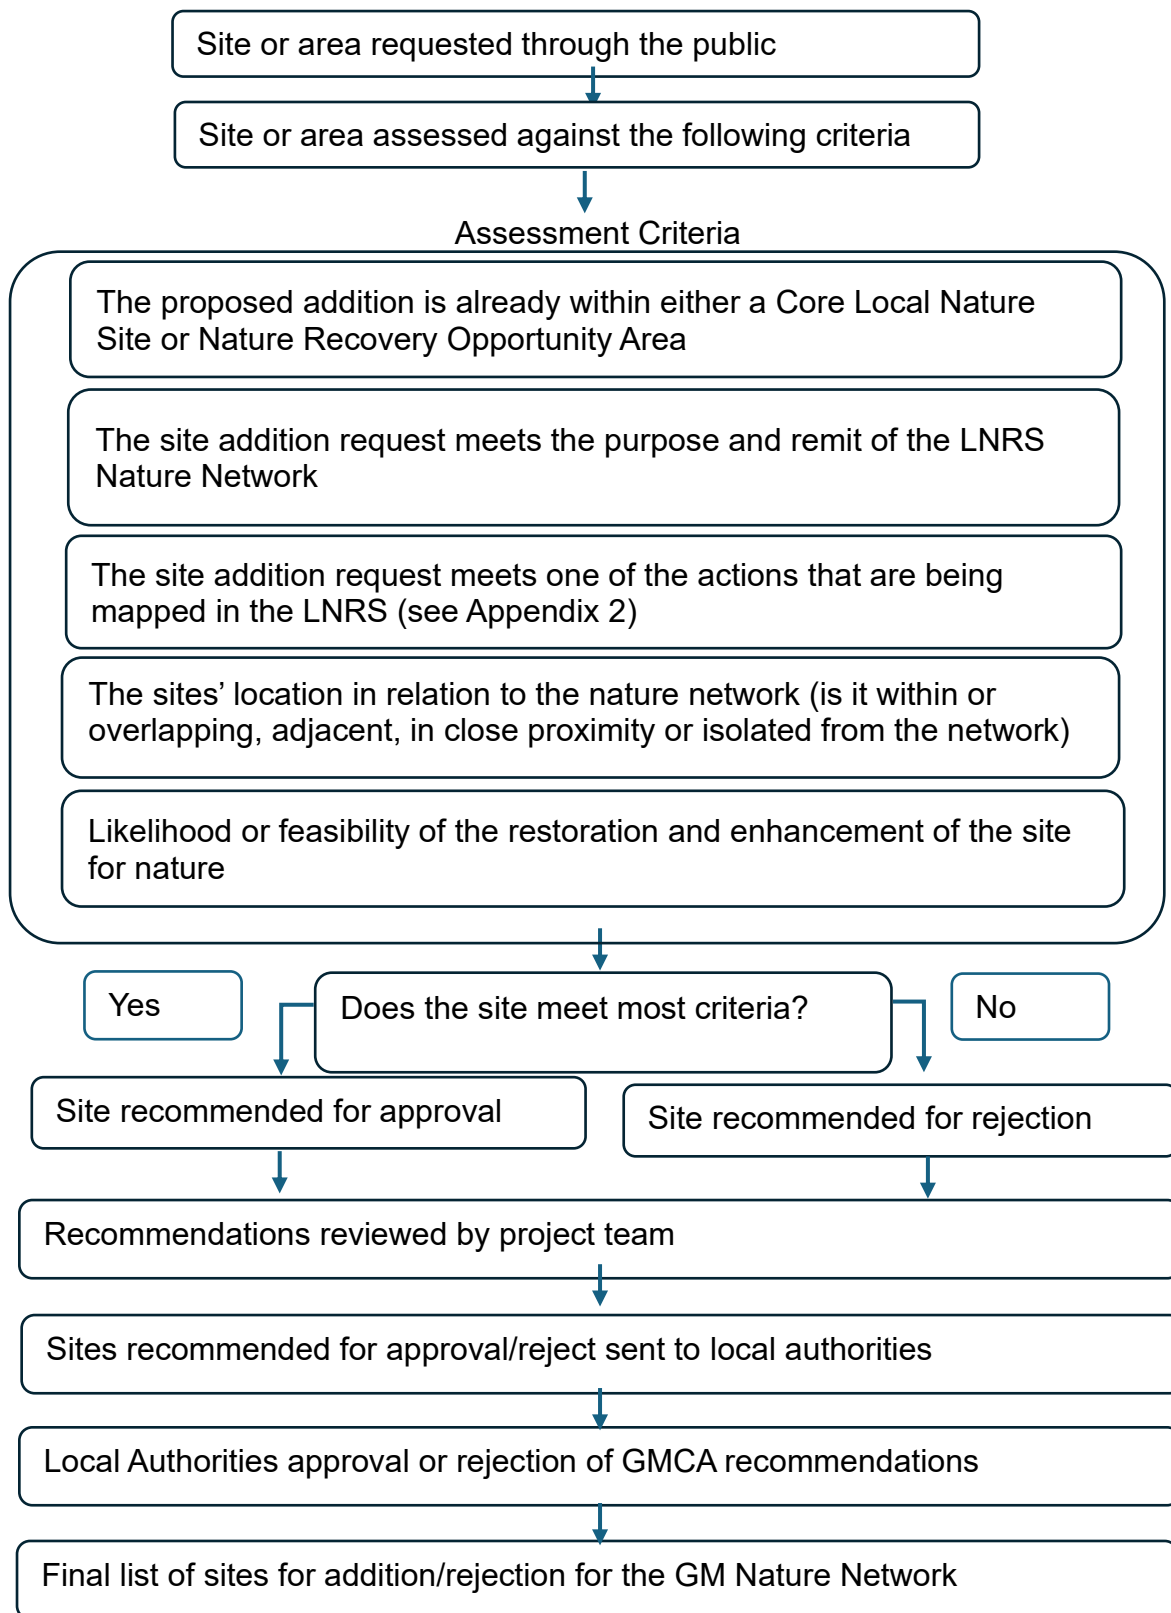 Site or area requested through the public
Site or area assessed against the following criteria
Assessment Criteria
The proposed addition is already within either a Core Local Nature
Site or Nature Recovery Opportunity Area
The site addition request meets the purpose and remit of the LNRS
Nature Network
The site addition request meets one of the actions that are being
mapped in the LNRS (see Appendix 2)
The sites’ location in relation to the nature network (is it within or
overlapping, adjacent, in close proximity or isolated from the network)
Likelihood or feasibility of the restoration and enhancement of the site
for nature
Yes
Does the site meet most criteria?
No
Site recommended for approval
Site recommended for rejection
Recommendations reviewed by project team
Sites recommended for approval/reject sent to local authorities
Local Authorities approval or rejection of GMCA recommendations
Final list of sites for addition/rejection for the GM Nature Network